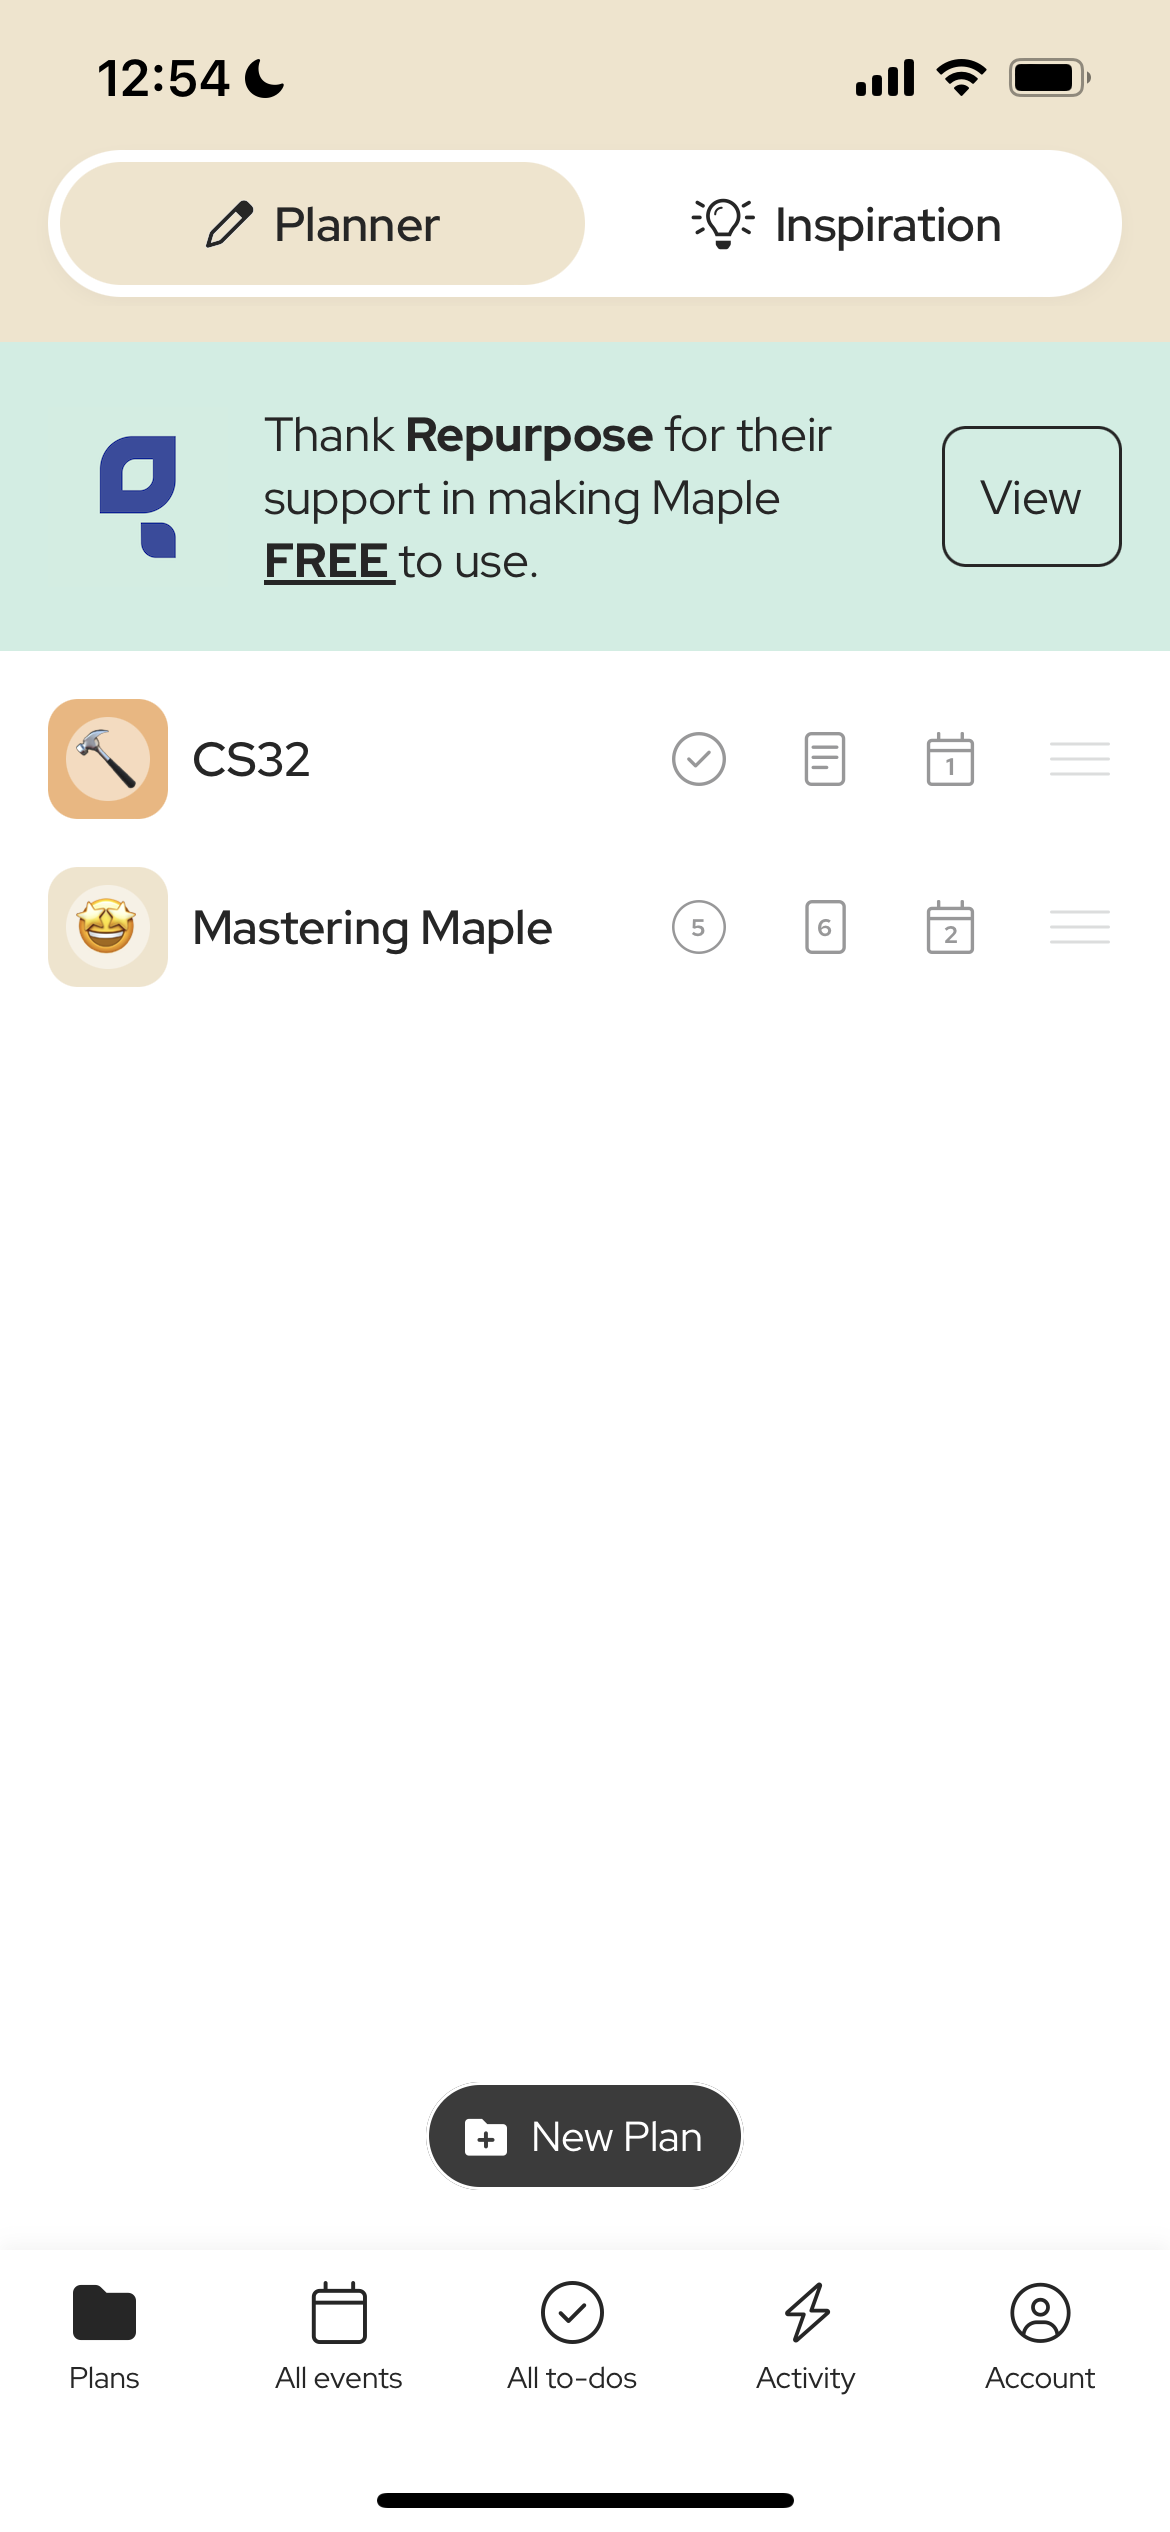 12:54
Planner
Inspiration
Thank Repurpose for their
support in making Maple
FREE to use.
View
CS32
1
Mastering Maple
5
6
2
New Plan
Plans
All events
All to-dos
Activity
Account